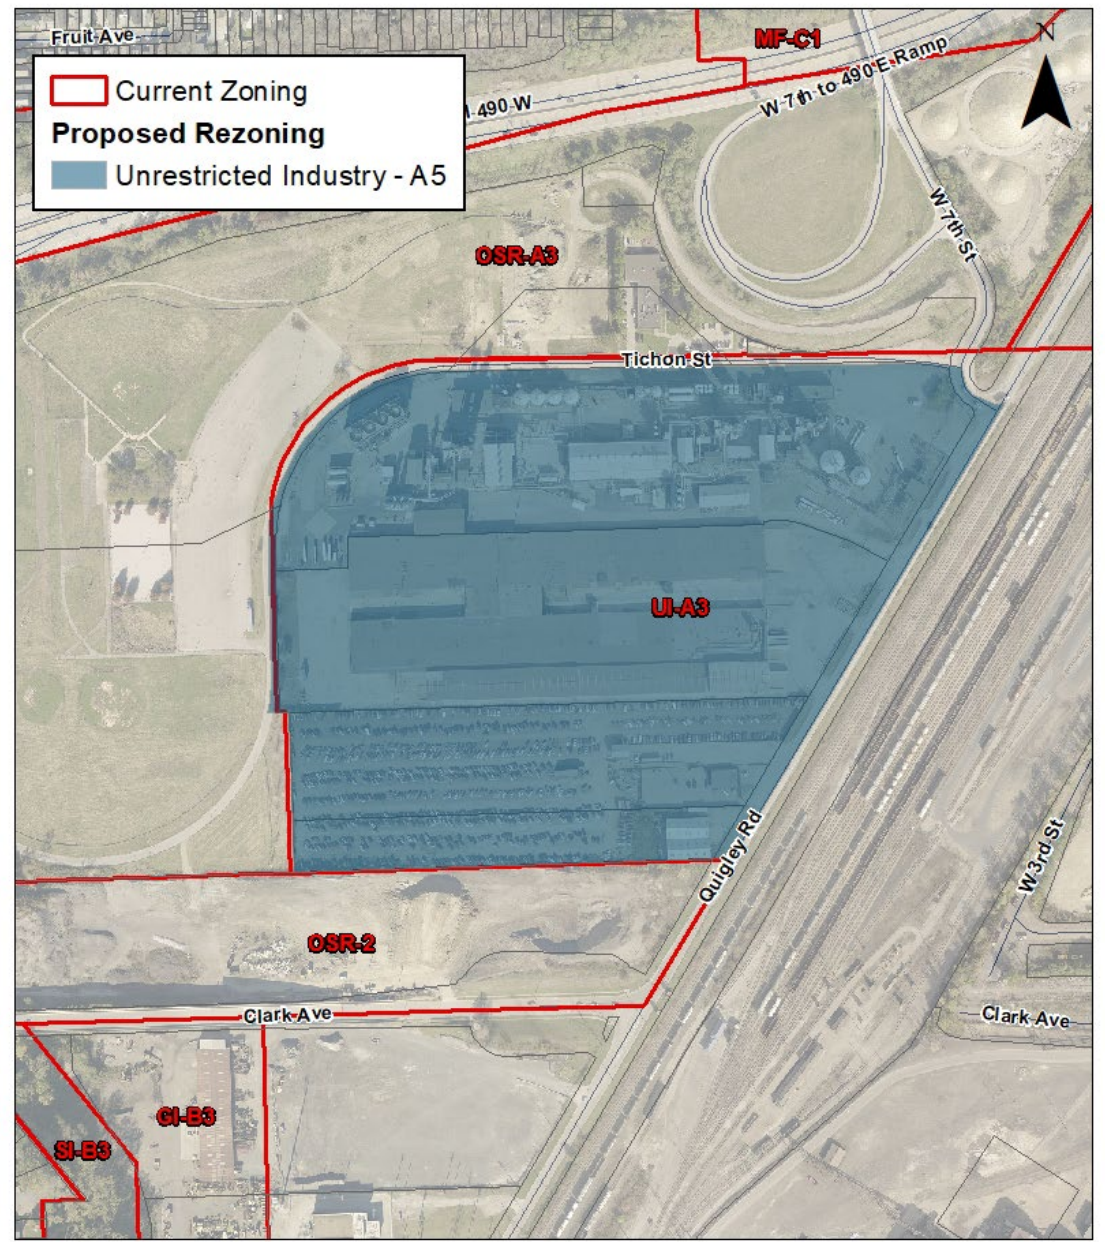 Fruit Ave
MF-C1
N
Current Zoning
Proposed Rezoning
Unrestricted Industry - A5
I-490 W
W 7th to 490 E Ramp
W 7th St
OSR-A3
Tichon St
UI-A3
Quigley Rd
W 3rd St
OSR-2
Clark Ave
Clark Ave
GI-B3
SI-B3